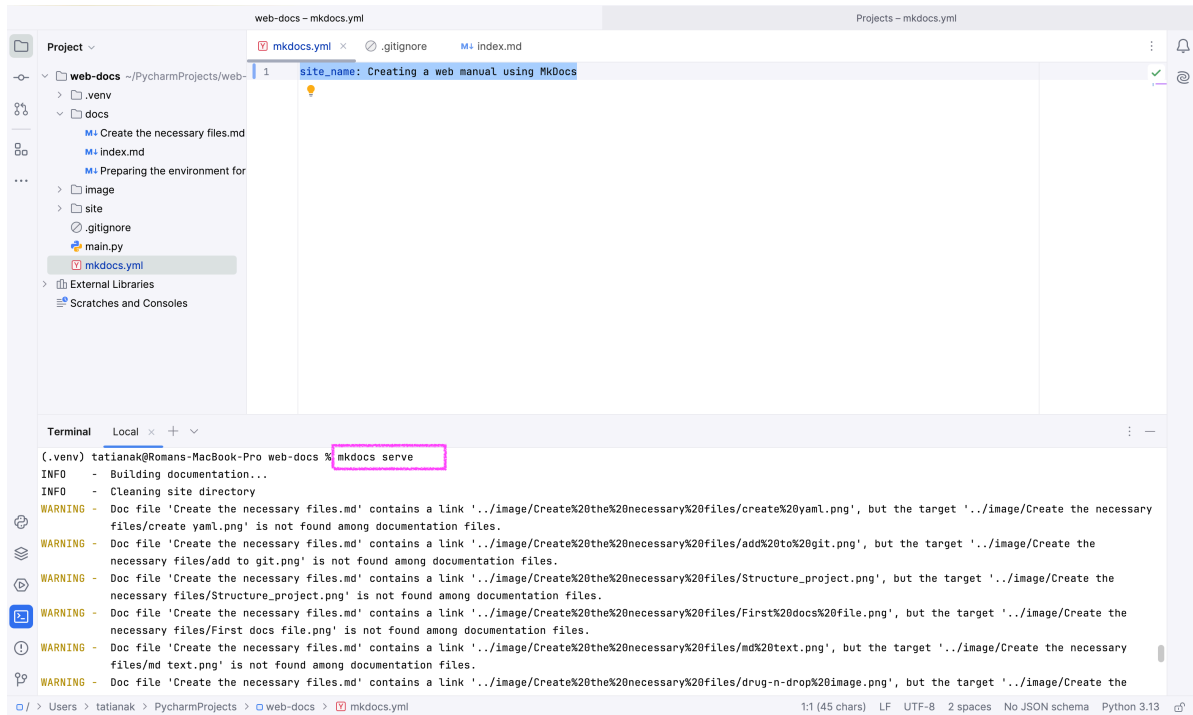 web-docs – mkdocs.yml
Projects – mkdocs.yml
Project
mkdocs.yml
.gitignore
M↓ index.md
web-docs ~/PycharmProjects/web-
.venv
docs
M↓ Create the necessary files.md
M↓ index.md
M↓ Preparing the environment for
image
site
.gitignore
main.py
mkdocs.yml
External Libraries
Scratches and Consoles
1 site_name: Creating a web manual using MkDocs
Terminal Local
(.venv) tatianak@Romans-MacBook-Pro web-docs % mkdocs serve
INFO - Building documentation...
INFO - Cleaning site directory
WARNING - Doc file 'Create the necessary files.md' contains a link '../image/Create%20the%20necessary%20files/create%20yaml.png', but the target '../image/Create the necessary
files/create yaml.png' is not found among documentation files.
WARNING - Doc file 'Create the necessary files.md' contains a link '../image/Create%20the%20necessary%20files/add%20to%20git.png', but the target '../image/Create the
necessary files/add to git.png' is not found among documentation files.
WARNING - Doc file 'Create the necessary files.md' contains a link '../image/Create%20the%20necessary%20files/Structure_project.png', but the target '../image/Create the
necessary files/Structure_project.png' is not found among documentation files.
WARNING - Doc file 'Create the necessary files.md' contains a link '../image/Create%20the%20necessary%20files/First%20docs%20file.png', but the target '../image/Create the
necessary files/First docs file.png' is not found among documentation files.
WARNING - Doc file 'Create the necessary files.md' contains a link '../image/Create%20the%20necessary%20files/md%20text.png', but the target '../image/Create the necessary
files/md text.png' is not found among documentation files.
WARNING - Doc file 'Create the necessary files.md' contains a link '../image/Create%20the%20necessary%20files/drug-n-drop%20image.png', but the target '../image/Create the
/ > Users > tatianak > PycharmProjects > web-docs > mkdocs.yml
1:1 (45 chars) LF UTF-8 2 spaces No JSON schema Python 3.13